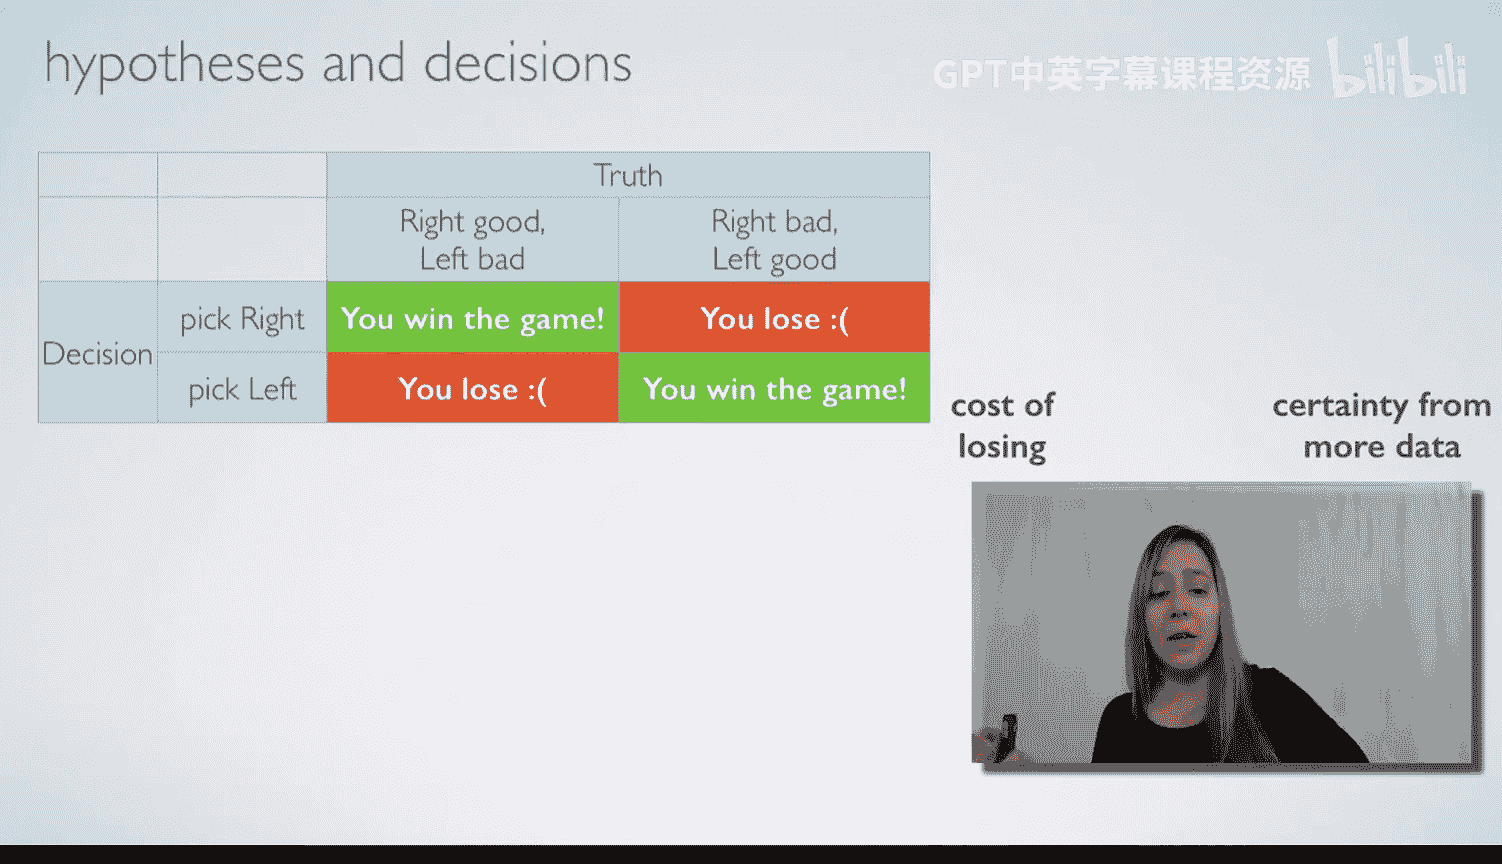 hypotheses and decisions
GPT中英字幕课程资源 bilibili
Truth
Right good,
Left bad
Right bad,
Left good
Decision
pick Right
You win the game!
You lose :(
pick Left
You lose :(
You win the game!
cost of
losing
certainty from
more data